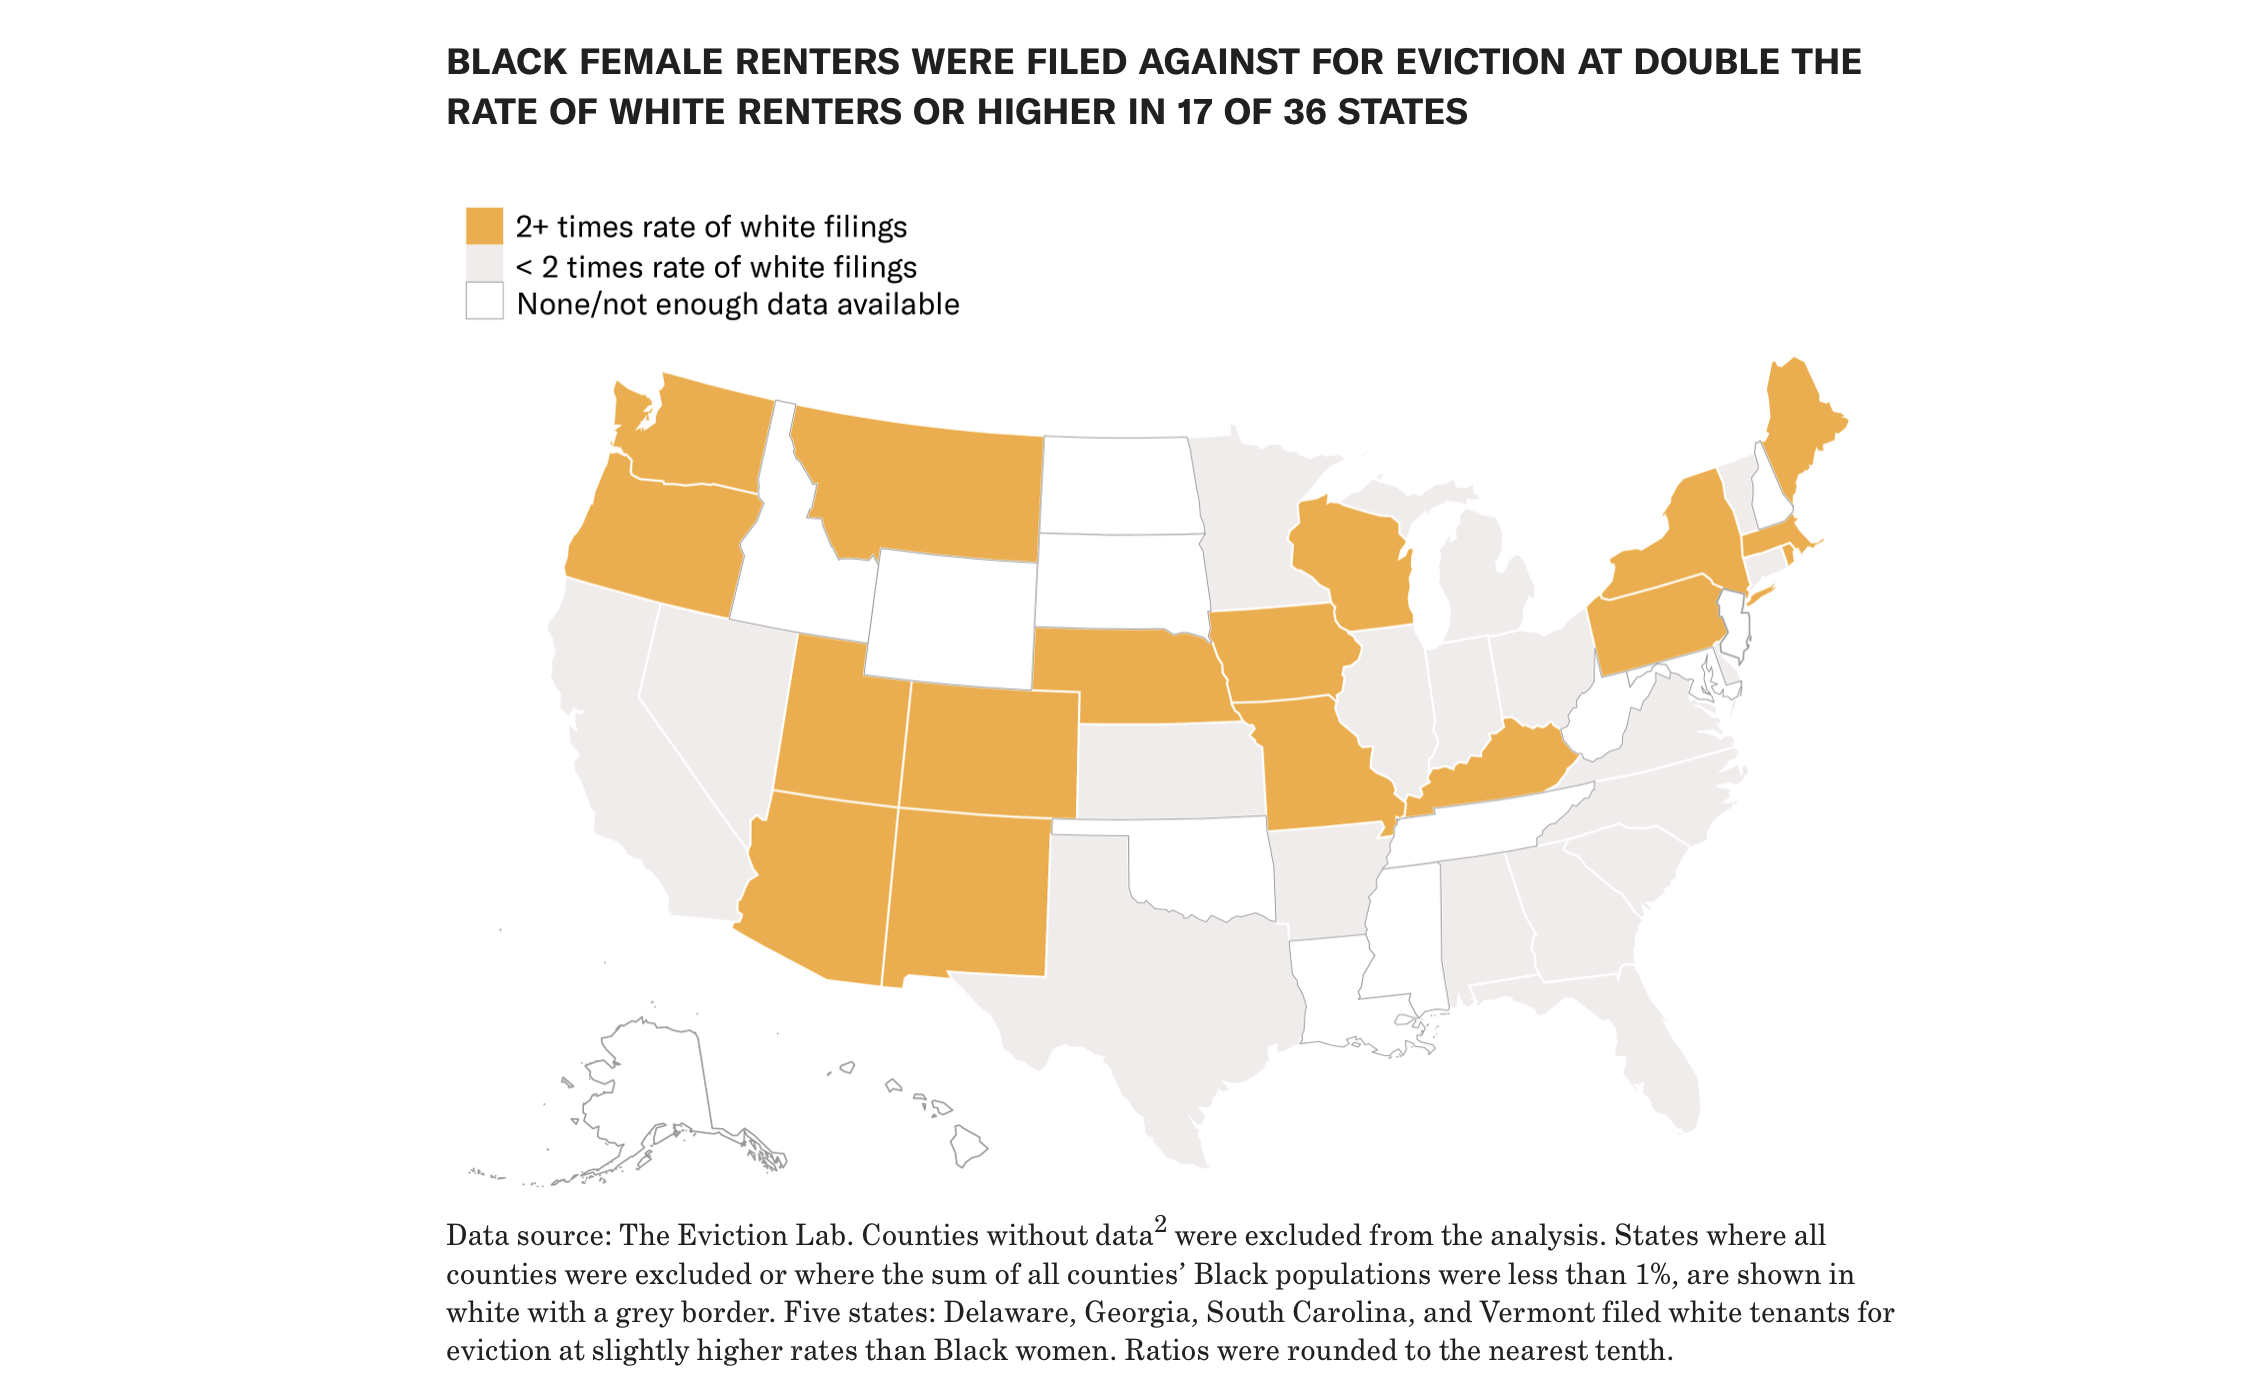 BLACK FEMALE RENTERS WERE FILED AGAINST FOR EVICTION AT DOUBLE THE
RATE OF WHITE RENTERS OR HIGHER IN 17 OF 36 STATES
2+ times rate of white filings
< 2 times rate of white filings
None/not enough data available
Data source: The Eviction Lab. Counties without data2 were excluded from the analysis. States where all
counties were excluded or where the sum of all counties’ Black populations were less than 1%, are shown in
white with a grey border. Five states: Delaware, Georgia, South Carolina, and Vermont filed white tenants for
eviction at slightly higher rates than Black women. Ratios were rounded to the nearest tenth.